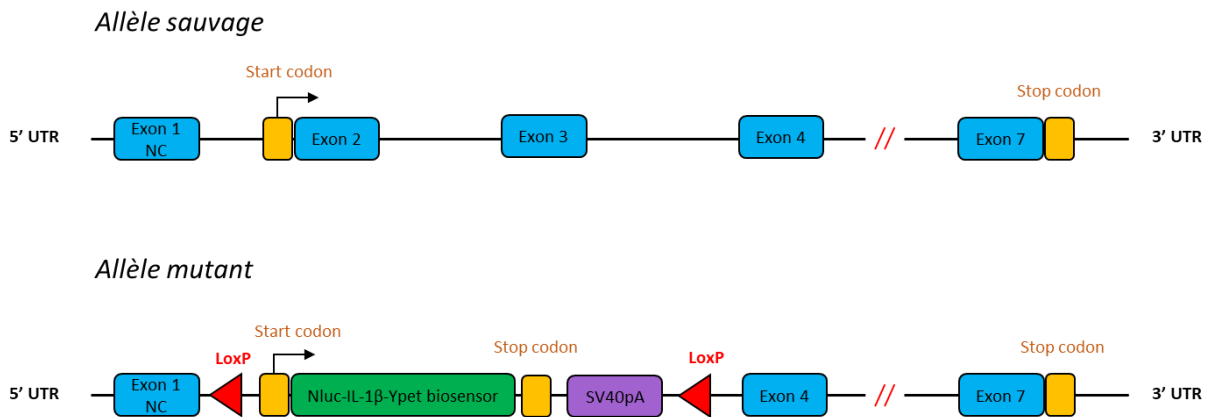 Allèle sauvage
Start codon
Stop codon
5’ UTR
Exon 1
NC
Exon 2
Exon 3
Exon 4
//
Exon 7
3’ UTR
Allèle mutant
Start codon
LoxP
Stop codon
LoxP
Stop codon
5’ UTR
Exon 1
NC
Nluc-IL-1β-Ypet biosensor
SV40pA
Exon 4
//
Exon 7
3’ UTR